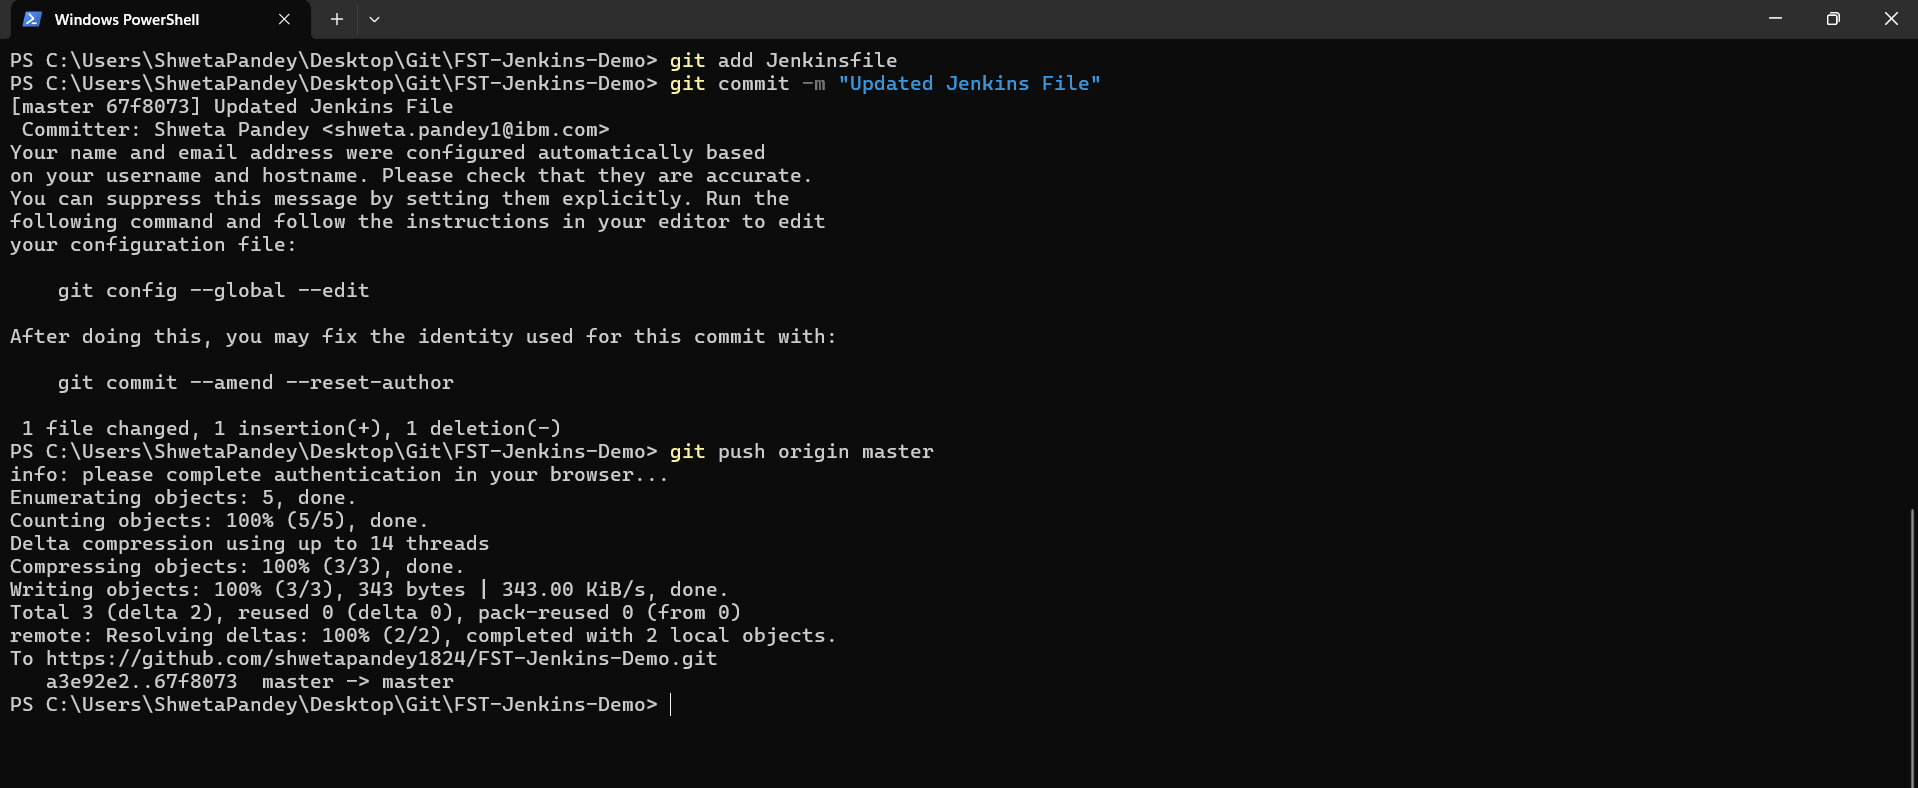 Windows PowerShell
PS C:\Users\ShwetaPandey\Desktop\Git\FST-Jenkins-Demo> git add Jenkinsfile
PS C:\Users\ShwetaPandey\Desktop\Git\FST-Jenkins-Demo> git commit -m "Updated Jenkins File"
[master 67f8073] Updated Jenkins File
 Committer: Shweta Pandey <shweta.pandey1@ibm.com>
Your name and email address were configured automatically based
on your username and hostname. Please check that they are accurate.
You can suppress this message by setting them explicitly. Run the
following command and follow the instructions in your editor to edit
your configuration file:

    git config --global --edit

After doing this, you may fix the identity used for this commit with:

    git commit --amend --reset-author

 1 file changed, 1 insertion(+), 1 deletion(-)
PS C:\Users\ShwetaPandey\Desktop\Git\FST-Jenkins-Demo> git push origin master
info: please complete authentication in your browser...
Enumerating objects: 5, done.
Counting objects: 100% (5/5), done.
Delta compression using up to 14 threads
Compressing objects: 100% (3/3), done.
Writing objects: 100% (3/3), 343 bytes | 343.00 KiB/s, done.
Total 3 (delta 2), reused 0 (delta 0), pack-reused 0 (from 0)
remote: Resolving deltas: 100% (2/2), completed with 2 local objects.
To https://github.com/shwetapandey1824/FST-Jenkins-Demo.git
   a3e92e2..67f8073  master -> master
PS C:\Users\ShwetaPandey\Desktop\Git\FST-Jenkins-Demo>